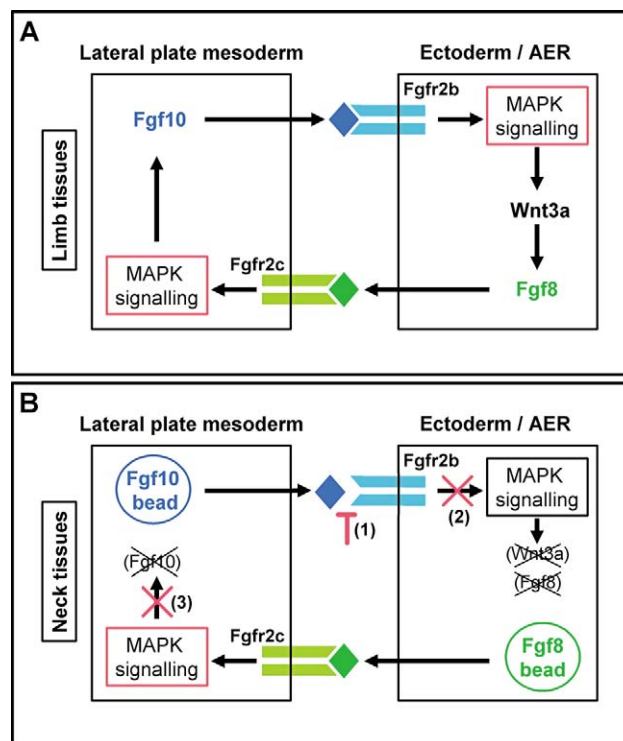 A
Lateral plate mesoderm
Ectoderm / AER
Limb tissues
Fgf10
Fgfr2b
MAPK
signalling
Wnt3a
Fgf8
Fgfr2c
MAPK
signalling
B
Lateral plate mesoderm
Ectoderm / AER
Neck tissues
Fgf10
bead
Fgfr2b
(1)
(2)
MAPK
signalling
(Wnt3a)
(Fgf8)
(Fgf10)
(3)
MAPK
signalling
Fgfr2c
Fgf8
bead